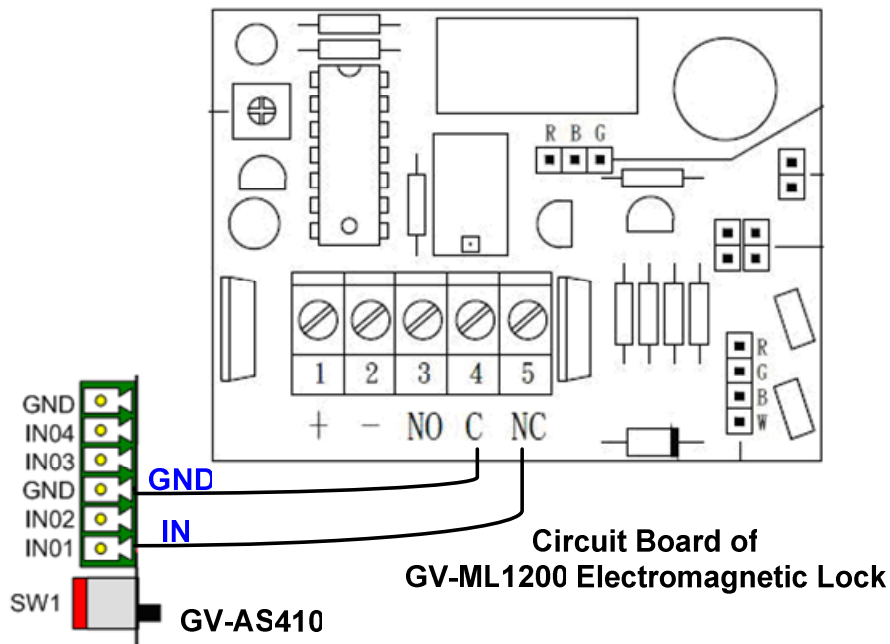 R B G
1 2 3 4 5
+ - NO C NC
R
G
B
W
GND
IN04
IN03
GND
IN02
IN01
GND
IN
SW1
GV-AS410
Circuit Board of
GV-ML1200 Electromagnetic Lock